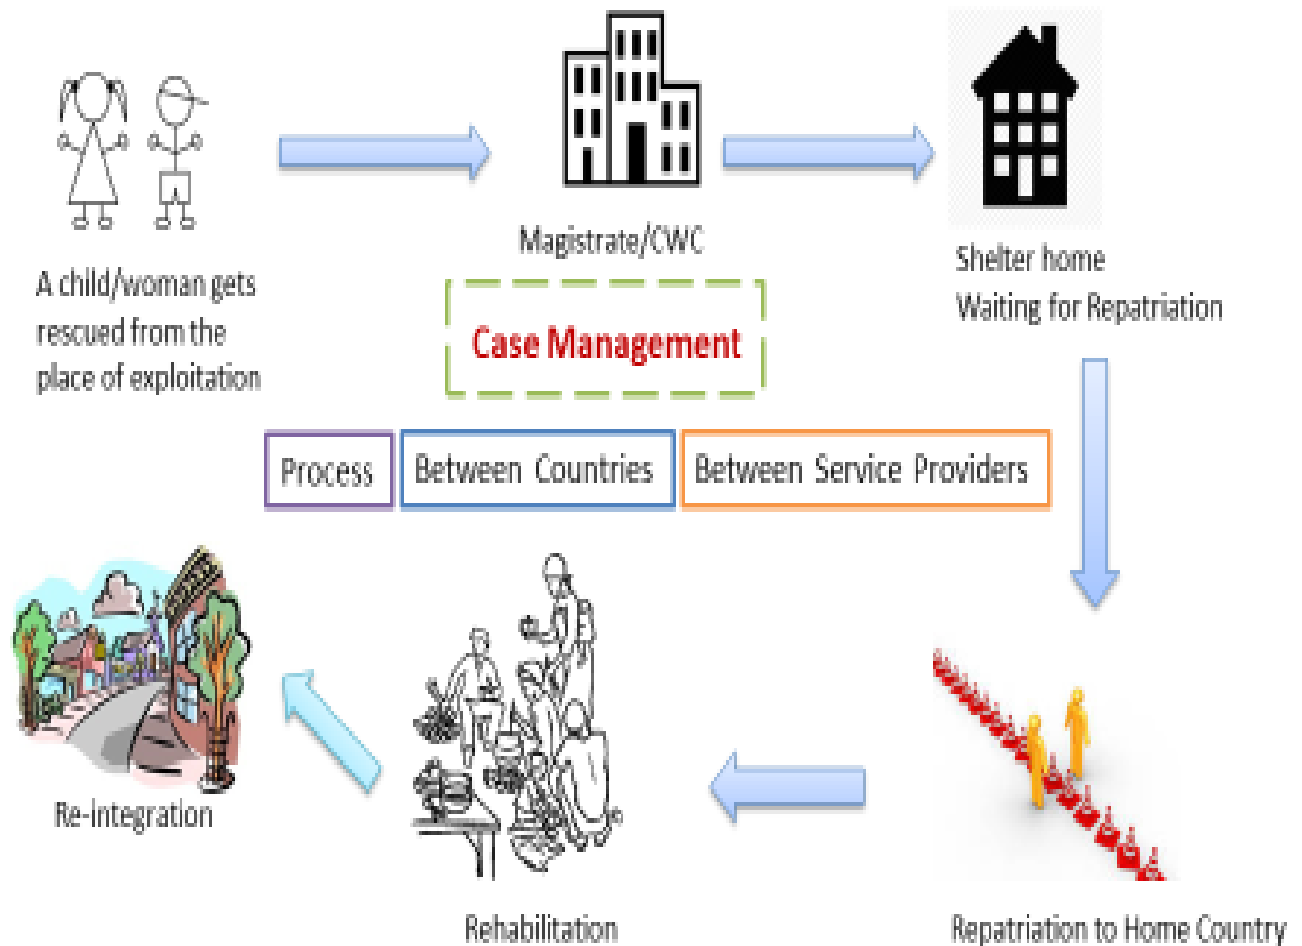 A child/woman gets
rescued from the
place of exploitation
Magistrate/CWC
Shelter home
Waiting for Repatriation
Case Management
Process
Between Countries
Between Service Providers
Re-integration
Rehabilitation
Repatriation to Home Country